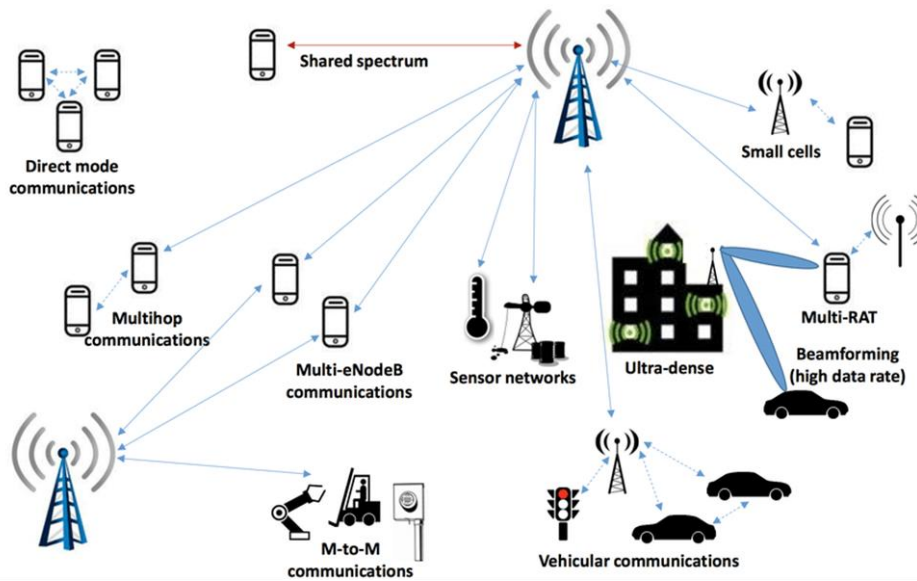 Shared spectrum
Direct mode
communications
Small cells
Multihop
communications
Multi-eNodeB
communications
Sensor networks
Ultra-dense
Multi-RAT
Beamforming
(high data rate)
M-to-M
communications
Vehicular communications